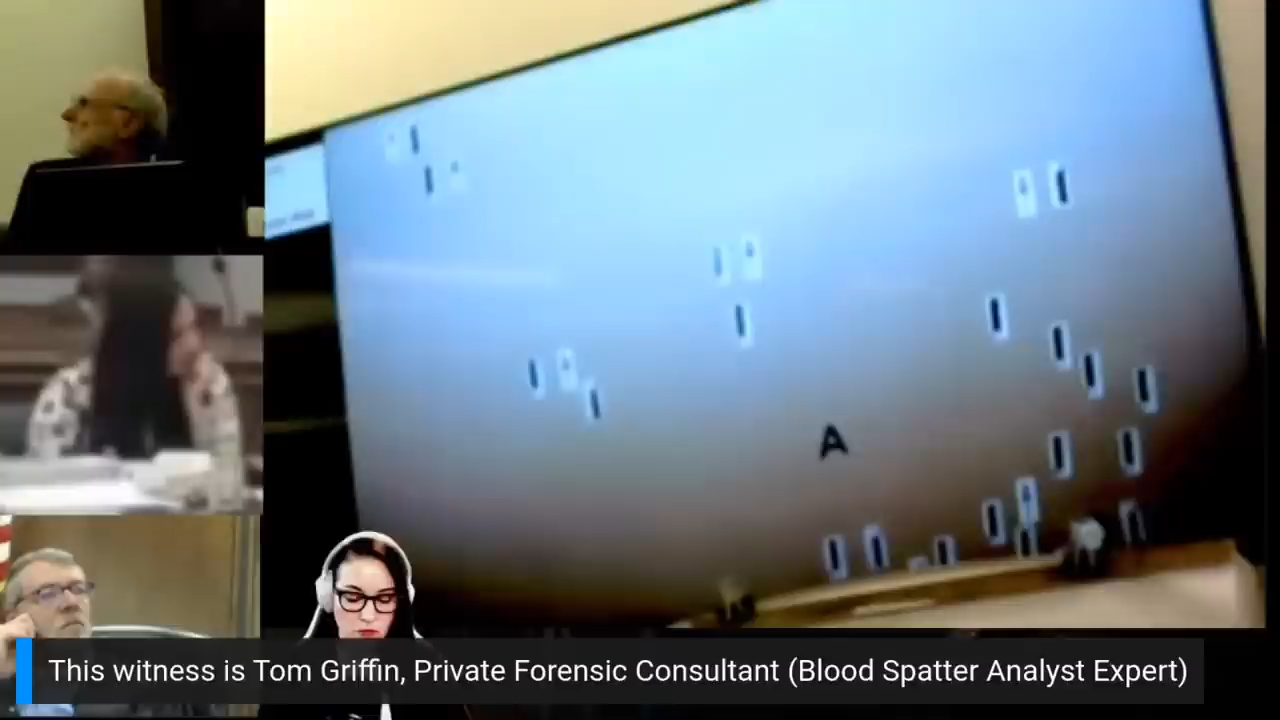 A
This witness is Tom Griffin, Private Forensic Consultant (Blood Spatter Analyst Expert)